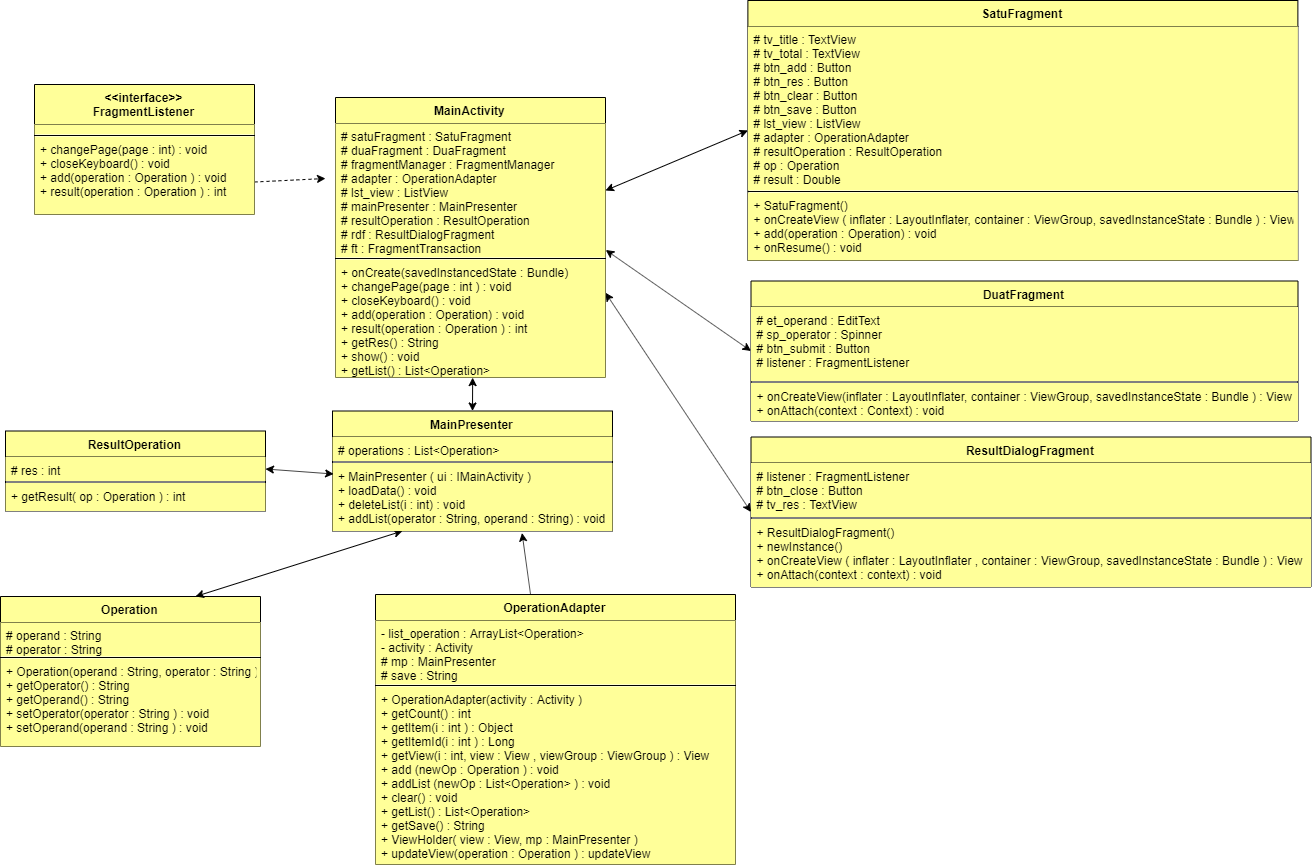 SatuFragment
# tv_title : TextView
# tv_total : TextView
# btn_add : Button
# btn_res : Button
# btn_clear : Button
# btn_save : Button
# lst_view : ListView
# adapter : OperationAdapter
# resultOperation : ResultOperation
# op : Operation
# result : Double
+ SatuFragment()
+ onCreateView ( inflater : LayoutInflater, container : ViewGroup, savedInstanceState : Bundle ) : View
+ add(operation : Operation) : void
+ onResume() : void
<<interface>>
FragmentListener
+ changePage(page : int) : void
+ closeKeyboard() : void
+ add(operation : Operation ) : void
+ result(operation : Operation ) : int
MainActivity
# satuFragment : SatuFragment
# duaFragment : DuaFragment
# fragmentManager : FragmentManager
# adapter : OperationAdapter
# lst_view : ListView
# mainPresenter : MainPresenter
# resultOperation : ResultOperation
# rdf : ResultDialogFragment
# ft : FragmentTransaction
+ onCreate(savedInstancedState : Bundle)
+ changePage(page : int ) : void
+ closeKeyboard() : void
+ add(operation : Operation) : void
+ result(operation : Operation ) : int
+ getRes() : String
+ show() : void
+ getList() : List<Operation>
DuatFragment
# et_operand : EditText
# sp_operator : Spinner
# btn_submit : Button
# listener : FragmentListener
+ onCreateView(inflater : LayoutInflater, container : ViewGroup, savedInstanceState : Bundle ) : View
+ onAttach(context : Context) : void
ResultOperation
# res : int
+ getResult( op : Operation ) : int
MainPresenter
# operations : List<Operation>
+ MainPresenter ( ui : IMainActivity )
+ loadData() : void
+ deleteList(i : int) : void
+ addList(operator : String, operand : String) : void
ResultDialogFragment
# listener : FragmentListener
# btn_close : Button
# tv_res : TextView
+ ResultDialogFragment()
+ newInstance()
+ onCreateView ( inflater : LayoutInflater , container : ViewGroup, savedInstanceState : Bundle ) : View
+ onAttach(context : context) : void
Operation
# operand : String
# operator : String
+ Operation(operand : String, operator : String )
+ getOperator() : String
+ getOperand() : String
+ setOperator(operator : String ) : void
+ setOperand(operand : String ) : void
OperationAdapter
- list_operation : ArrayList<Operation>
- activity : Activity
# mp : MainPresenter
# save : String
+ OperationAdapter(activity : Activity )
+ getCount() : int
+ getItem(i : int ) : Object
+ getItemId(i : int ) : Long
+ getView(i : int, view : View , viewGroup : ViewGroup ) : View
+ add (newOp : Operation ) : void
+ addList (newOp : List<Operation> ) : void
+ clear() : void
+ getList() : List<Operation>
+ getSave() : String
+ ViewHolder( view : View, mp : MainPresenter )
+ updateView(operation : Operation ) : updateView